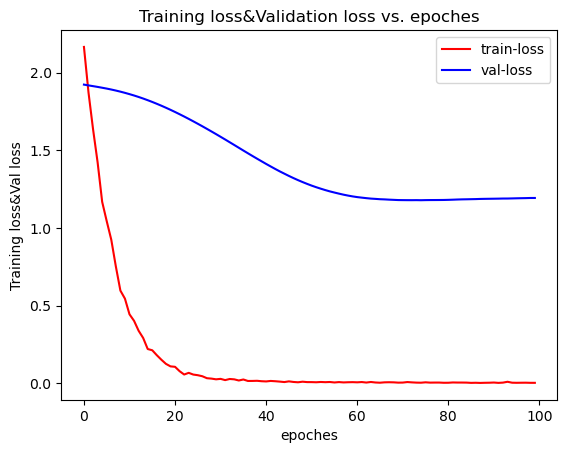 Training loss&Validation loss vs. epoches
train-loss
val-loss
Training loss&Val loss
2.0
1.5
1.0
0.5
0.0
0
20
40
60
80
100
epoches